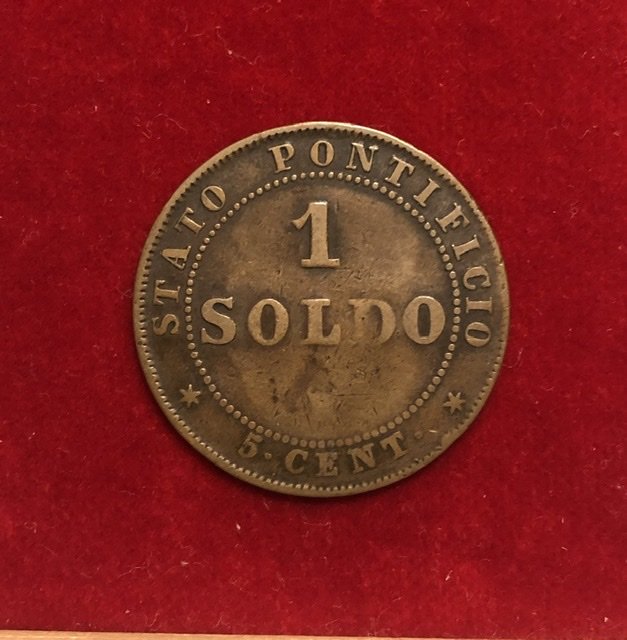 STATO PONTIFICIO
1
SOLDO
5 · CENT ·